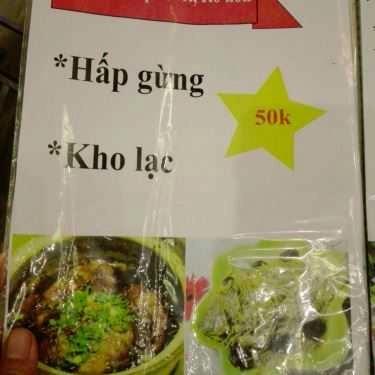 *Hấp gừng
50k
*Kho lạc